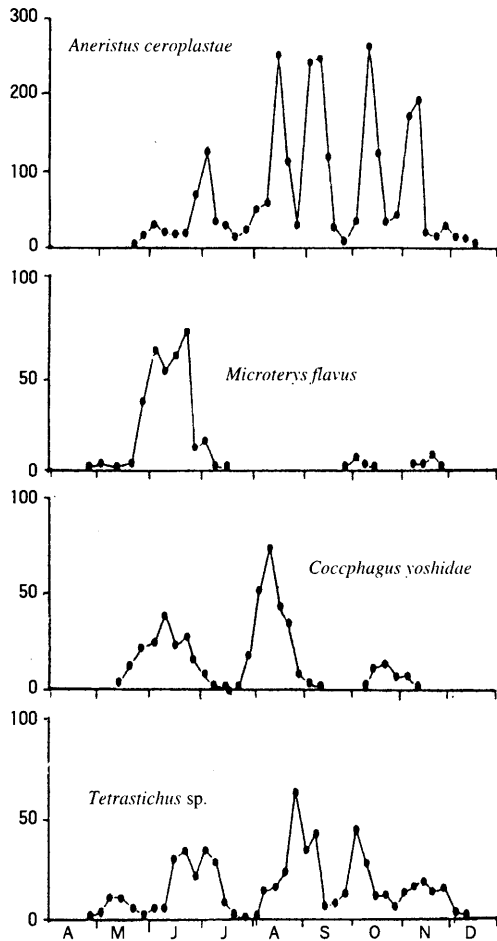 300
Aneristus ceroplastae
200
100
0
100
Microterys flavus
50
0
100
Coccphagus yoshidae
50
0
100
Tetrastichus sp.
50
0
A M J J A S O N D